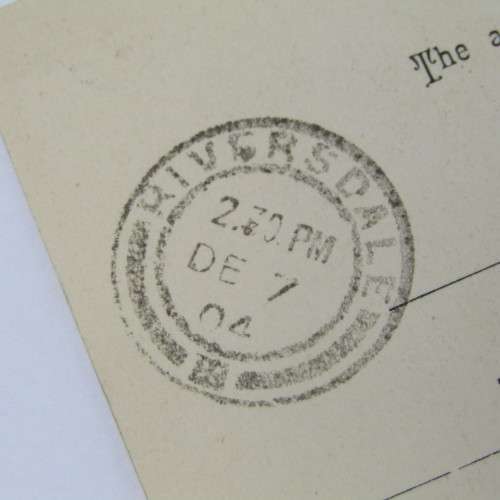 The a
RIVERSDALE
2.30.PM
DE 7
04